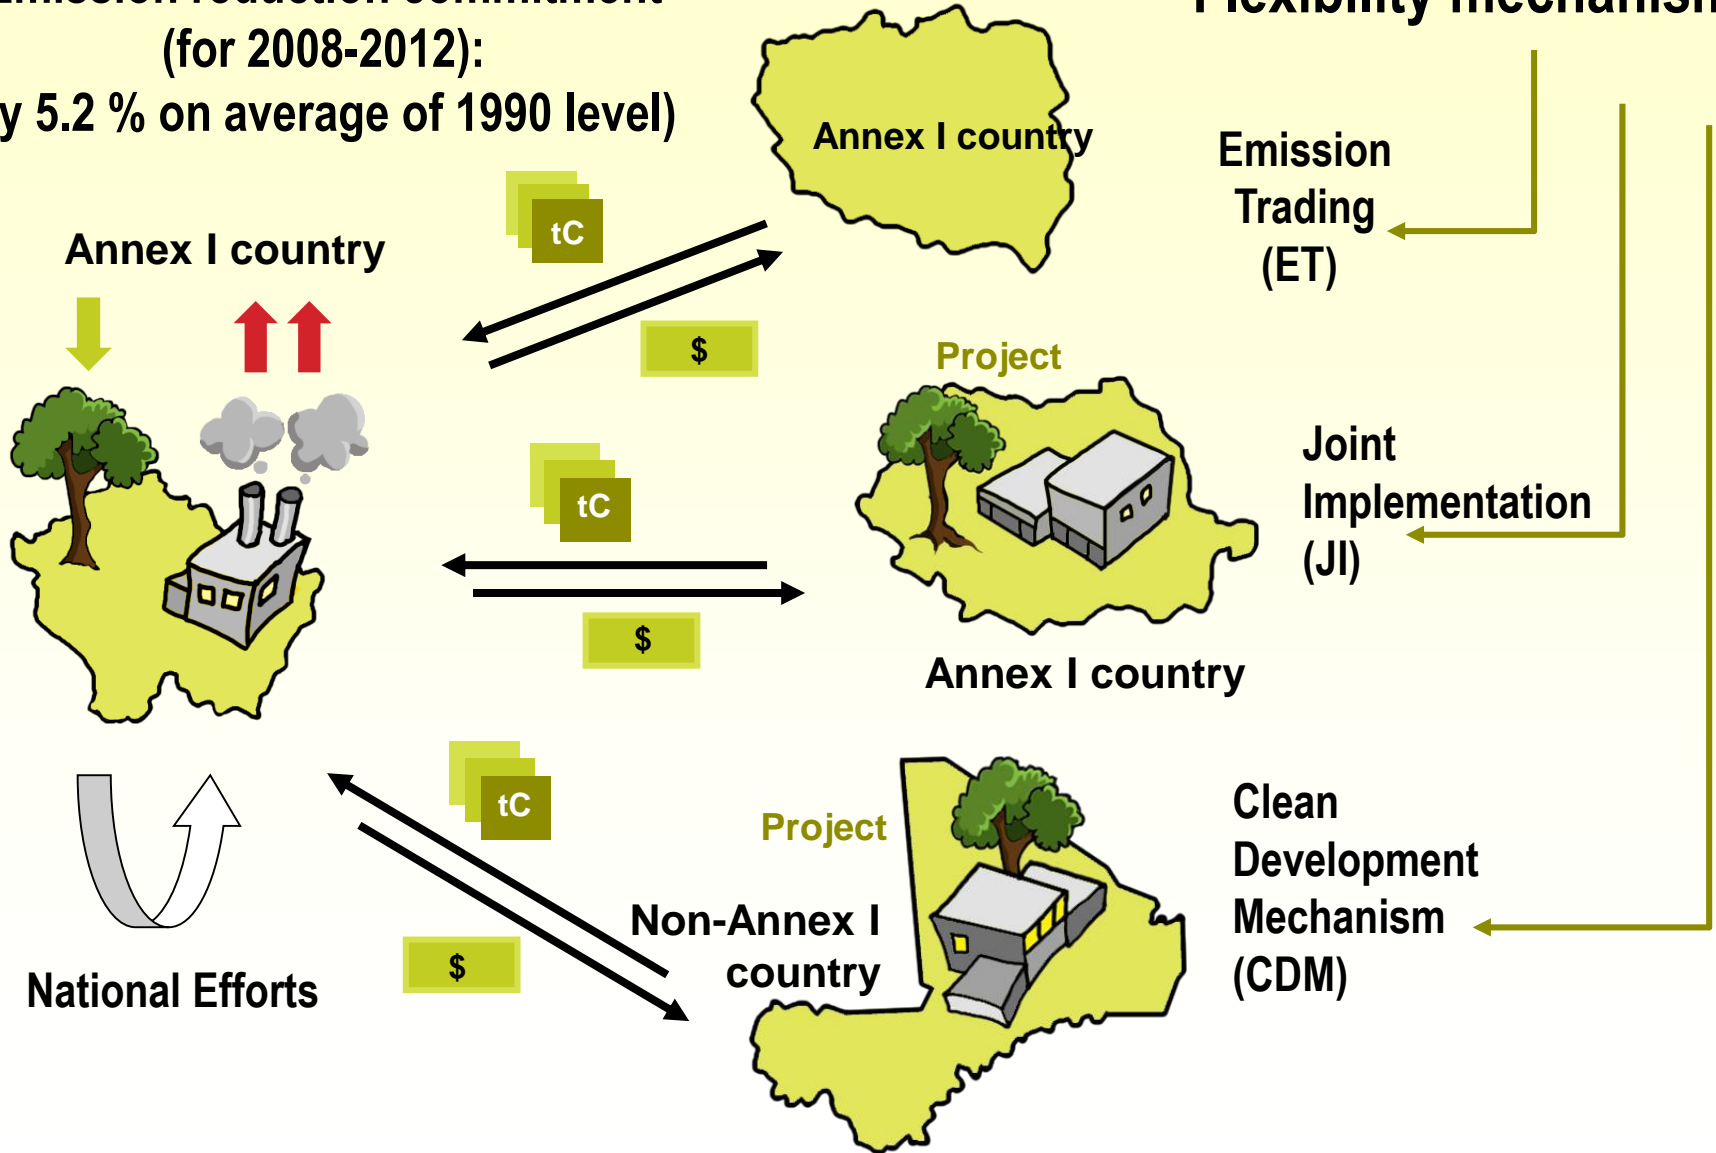 (for 2008-2012):
5.2 % on average of 1990 level)
Annex I country
Annex I country
tC
$
Emission
Trading
(ET)
Project
tC
$
Annex I country
Joint
Implementation
(JI)
tC
$
Project
Non-Annex I
country
Clean
Development
Mechanism
(CDM)
National Efforts